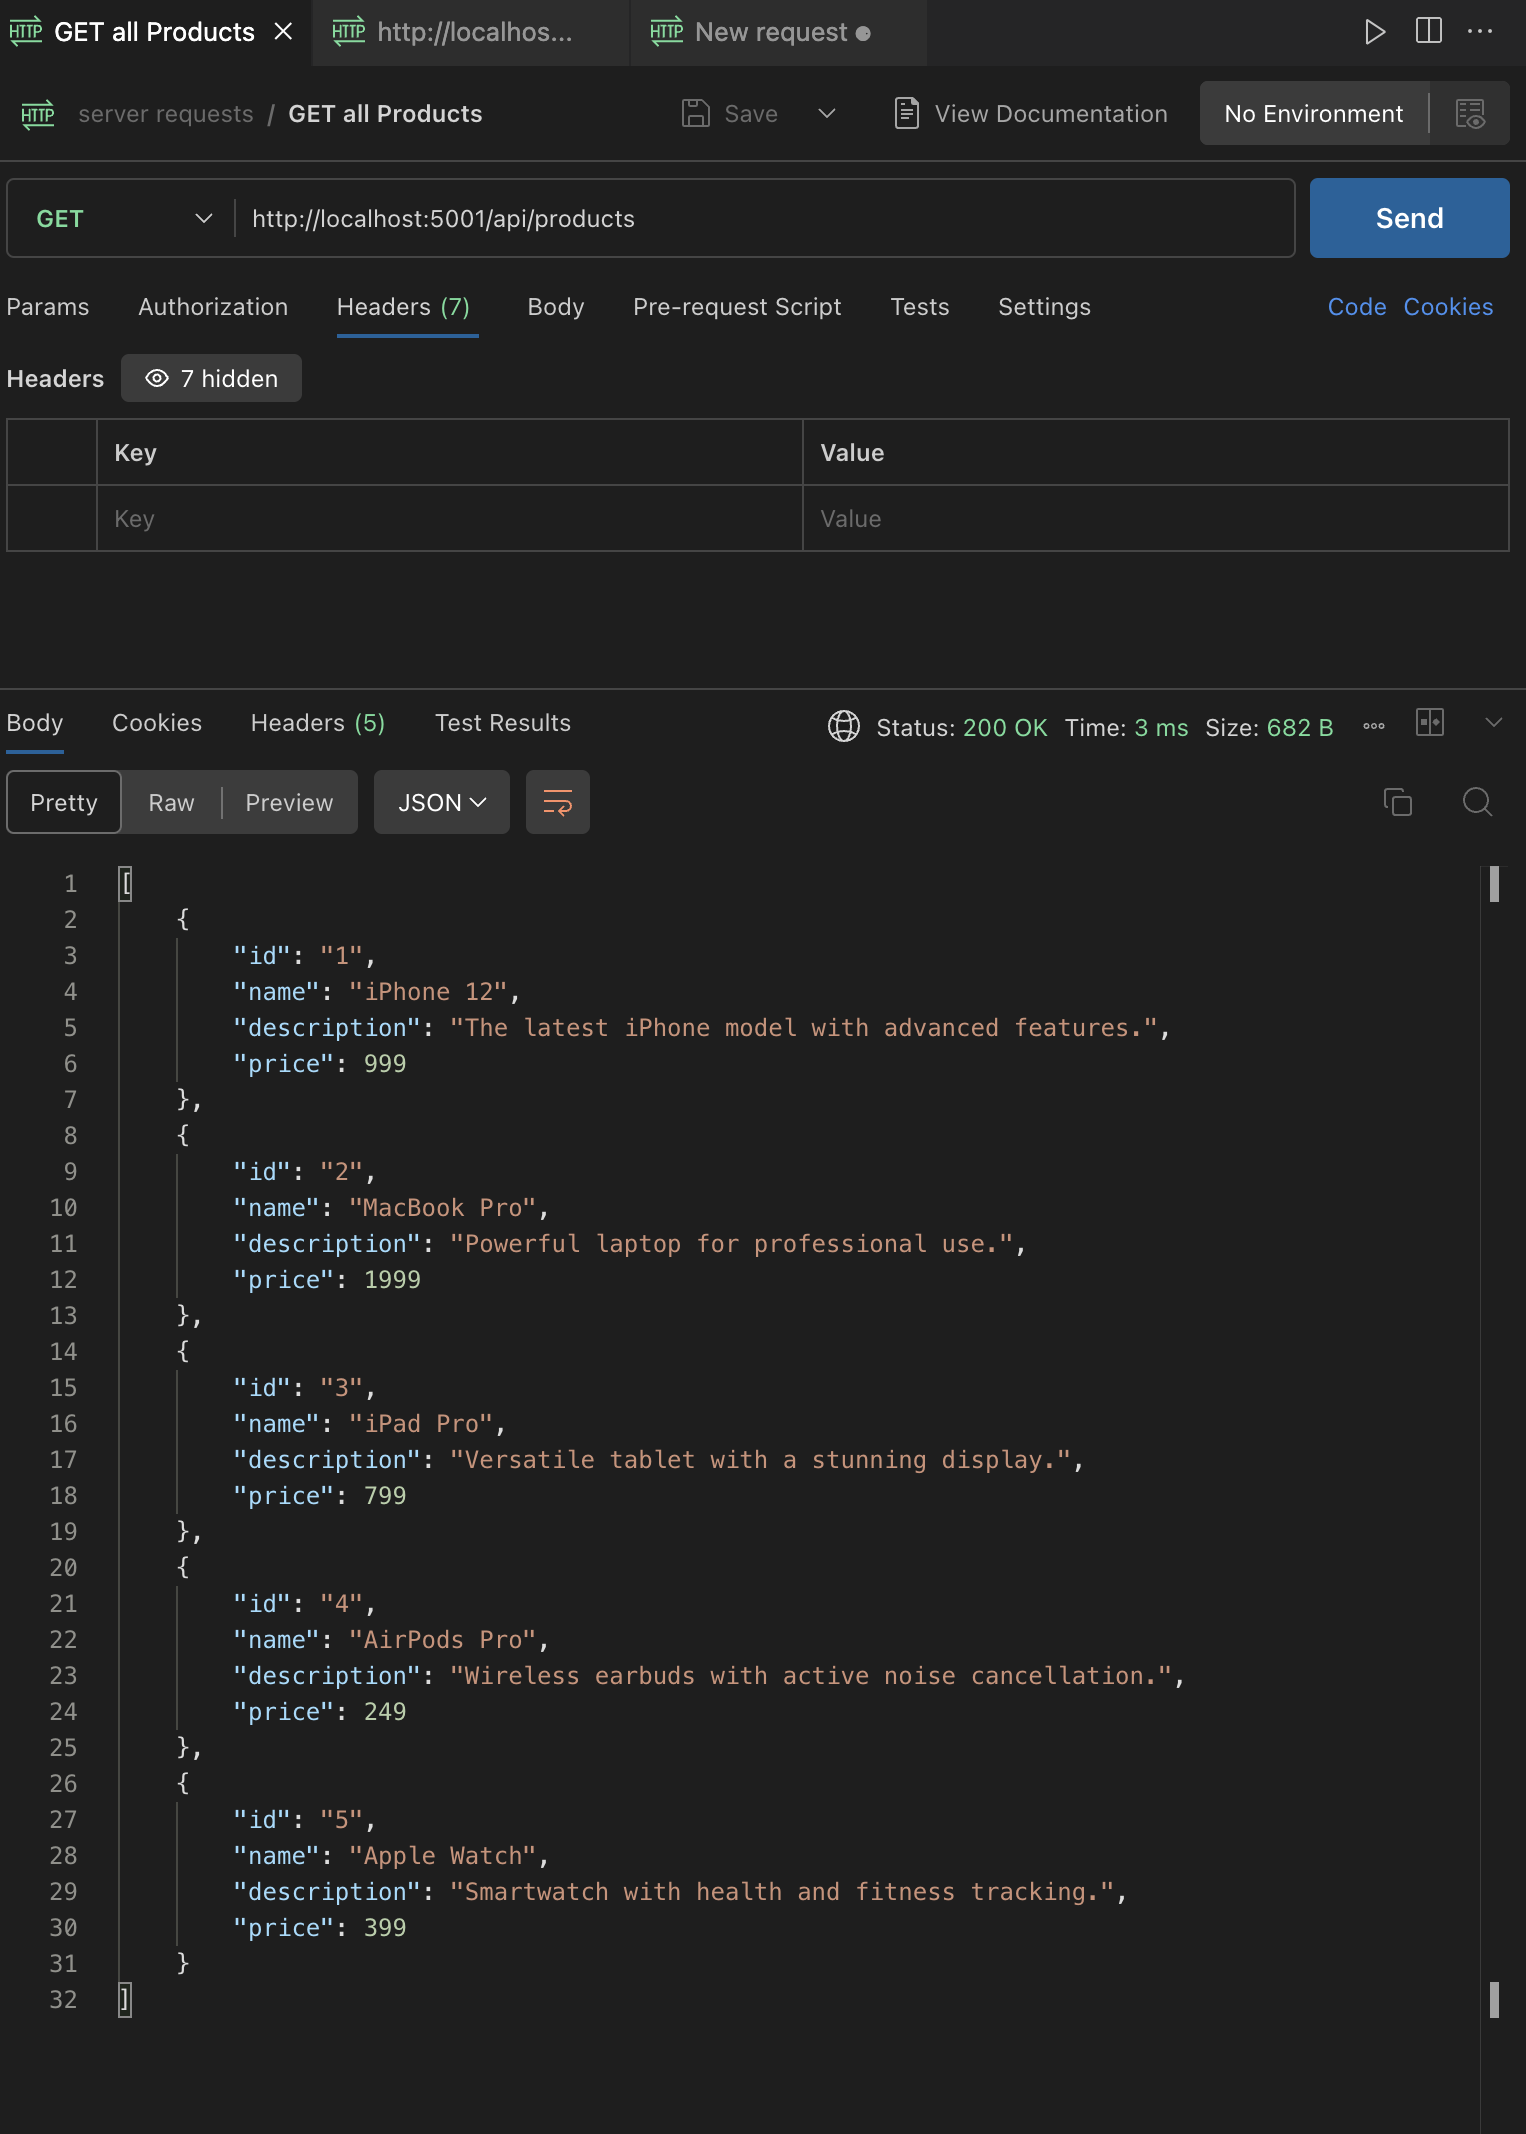 HTTP GET all Products HTTP http://localhos... HTTP New request
HTTP server requests / GET all Products Save View Documentation No Environment
GET http://localhost:5001/api/products Send
Params Authorization Headers (7) Body Pre-request Script Tests Settings Code Cookies
Headers 7 hidden
Key Value
Key Value
Body Cookies Headers (5) Test Results Status: 200 OK Time: 3 ms Size: 682 B
Pretty Raw Preview JSON
1 [
2 {
3 "id": "1",
4 "name": "iPhone 12",
5 "description": "The latest iPhone model with advanced features.",
6 "price": 999
7 },
8 {
9 "id": "2",
10 "name": "MacBook Pro",
11 "description": "Powerful laptop for professional use.",
12 "price": 1999
13 },
14 {
15 "id": "3",
16 "name": "iPad Pro",
17 "description": "Versatile tablet with a stunning display.",
18 "price": 799
19 },
20 {
21 "id": "4",
22 "name": "AirPods Pro",
23 "description": "Wireless earbuds with active noise cancellation.",
24 "price": 249
25 },
26 {
27 "id": "5",
28 "name": "Apple Watch",
29 "description": "Smartwatch with health and fitness tracking.",
30 "price": 399
31 }
32 ]